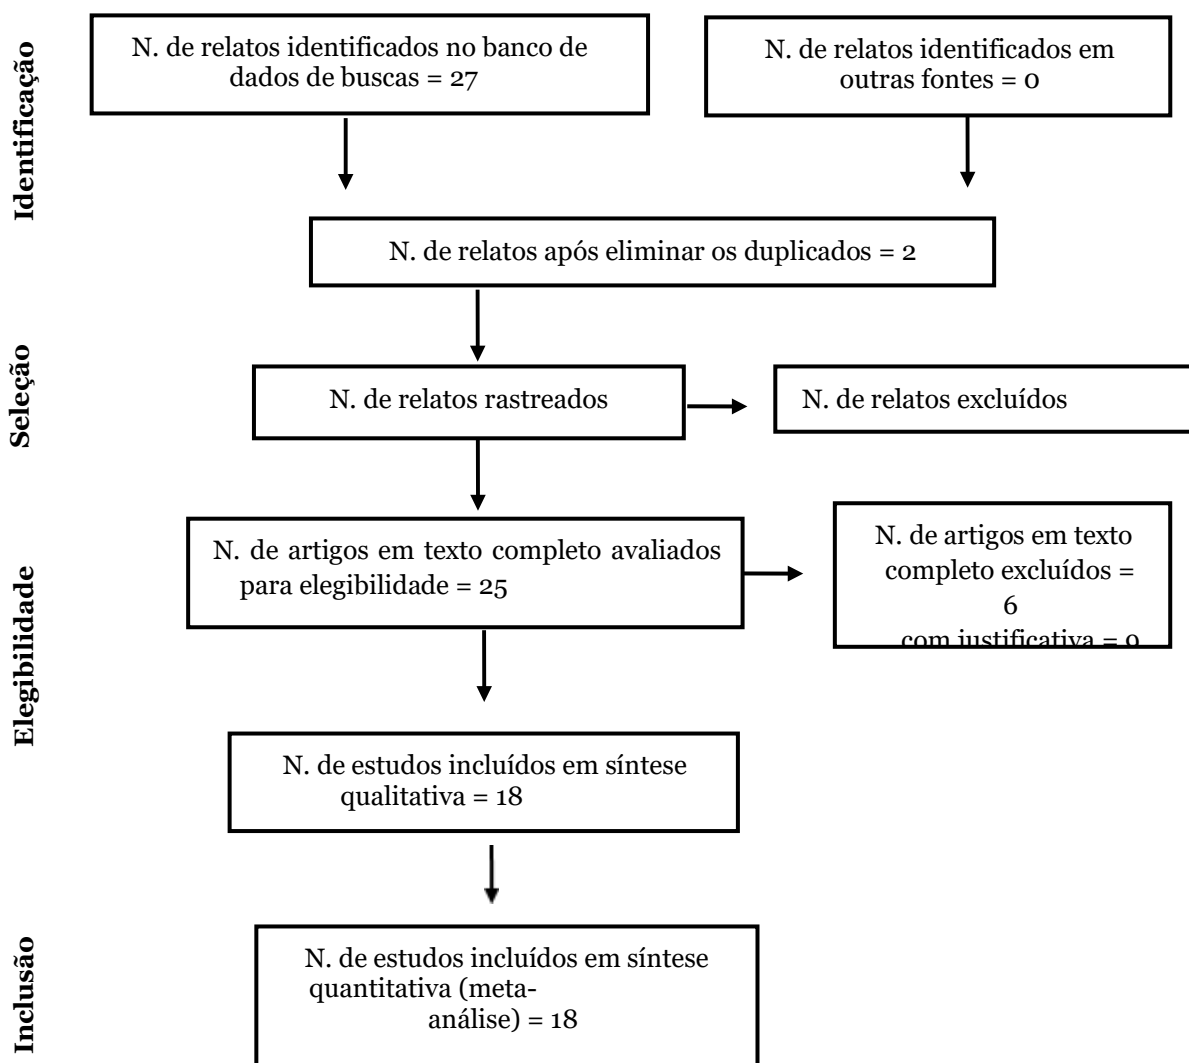 Identificação
N. de relatos identificados no banco de
dados de buscas = 27
N. de relatos identificados em
outras fontes = 0
N. de relatos após eliminar os duplicados = 2
Seleção
N. de relatos rastreados
N. de relatos excluídos
Elegibilidade
N. de artigos em texto completo avaliados
para elegibilidade = 25
N. de artigos em texto
completo excluídos =
6
com justificativa =
N. de estudos incluídos em síntese
qualitativa = 18
Inclusão
N. de estudos incluídos em síntese
quantitativa (meta-
análise) = 18